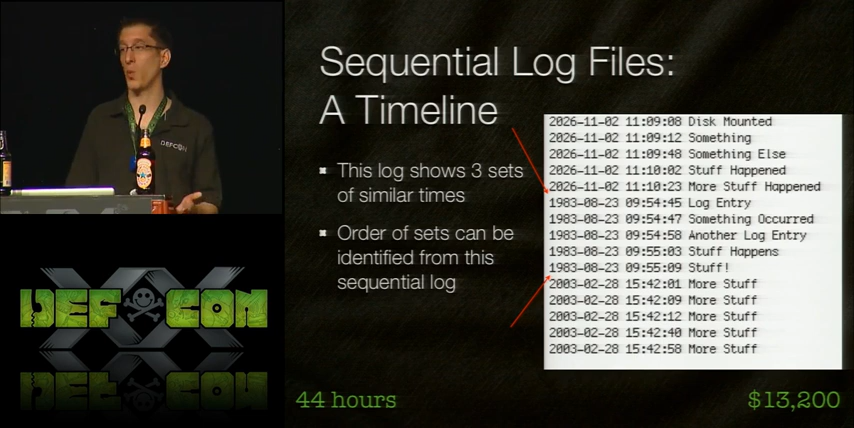 DEFCON
DEF CON
XX
Sequential Log Files:
A Timeline
This log shows 3 sets
of similar times
Order of sets can be
identified from this
sequential log
2026-11-02 11:09:08 Disk Mounted
2026-11-02 11:09:12 Something
2026-11-02 11:09:48 Something Else
2026-11-02 11:10:02 Stuff Happened
2026-11-02 11:10:23 More Stuff Happened
1983-08-23 09:54:45 Log Entry
1983-08-23 09:54:47 Something Occurred
1983-08-23 09:54:58 Another Log Entry
1983-08-23 09:55:03 Stuff Happens
1983-08-23 09:55:09 Stuff!
2003-02-28 15:42:01 More Stuff
2003-02-28 15:42:09 More Stuff
2003-02-28 15:42:12 More Stuff
2003-02-28 15:42:40 More Stuff
2003-02-28 15:42:58 More Stuff
44 hours
$13,200